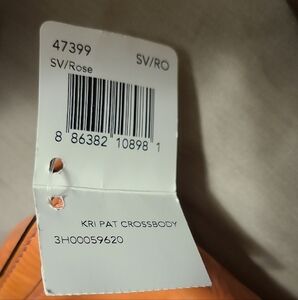 47399
SV/Rose SV/RO
8 86382 10898 1
KRI PAT CROSSBODY
3H00059620